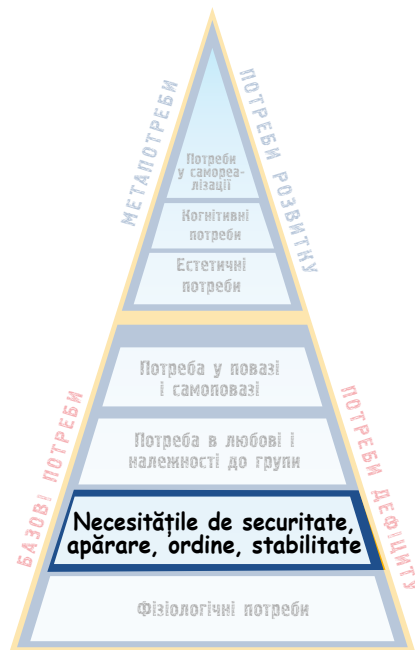 МЕТАПОТРЕБИ
ПОТРЕБИ РОЗВИТКУ
Потреби
у самореа-
лізації
Когнітивні
потреби
Естетичні
потреби
БАЗОВІ ПОТРЕБИ
ПОТРЕБИ ДЕФІЦИТУ
Потреба у повазі
і самоповазі
Потреба в любові і
належності до групи
Necesitățile de securitate,
apărare, ordine, stabilitate
Фізіологічні потреби